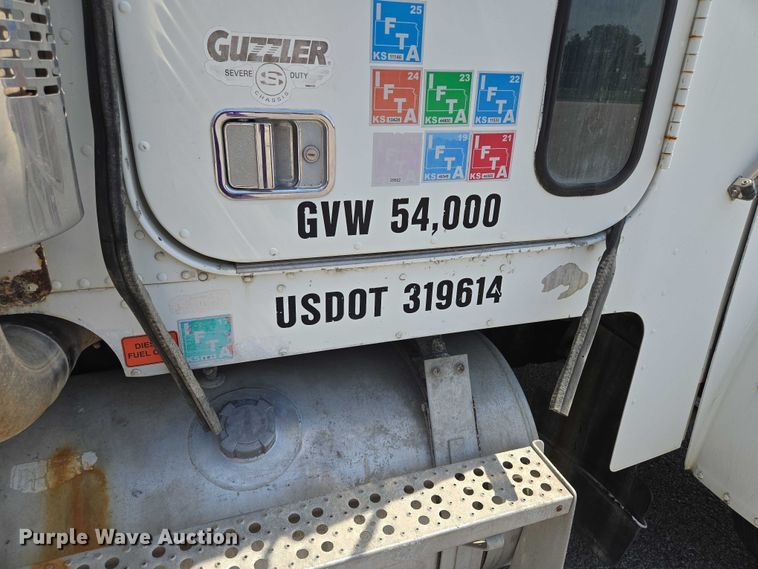 25
IFTA
KS
GUZZLER
SEVERE DUTY
S
CHASSIS
24
IFTA
KS
23
IFTA
KS
22
IFTA
KS
19
IFTA
KS
21
IFTA
KS
GVW 54,000
USDOT 319614
DIES
FUEL O
IFTA
Purple Wave Auction